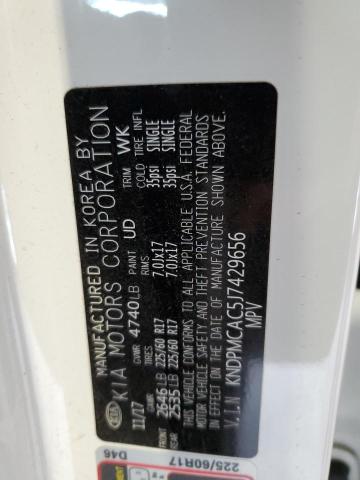 MANUFACTURED IN KOREA BY
KIA KIA MOTORS CORPORATION
11/17 GVWR 4740LB PAINT UD TRIM WK
GAWR TIRES RIMS COLD TIRE INFL
FRONT 2646LB 225/60 R17 7.0Jx17 35psi SINGLE
REAR 2535LB 225/60 R17 7.0Jx17 35psi SINGLE
THIS VEHICLE CONFORMS TO ALL APPLICABLE U.S.A. FEDERAL
MOTOR VEHICLE SAFETY AND THEFT PREVENTION STANDARDS
IN EFFECT ON THE DATE OF MANUFACTURE SHOWN ABOVE.
V.I.N KNDPMCAC5J7429656
MPV
D46
225/60R17